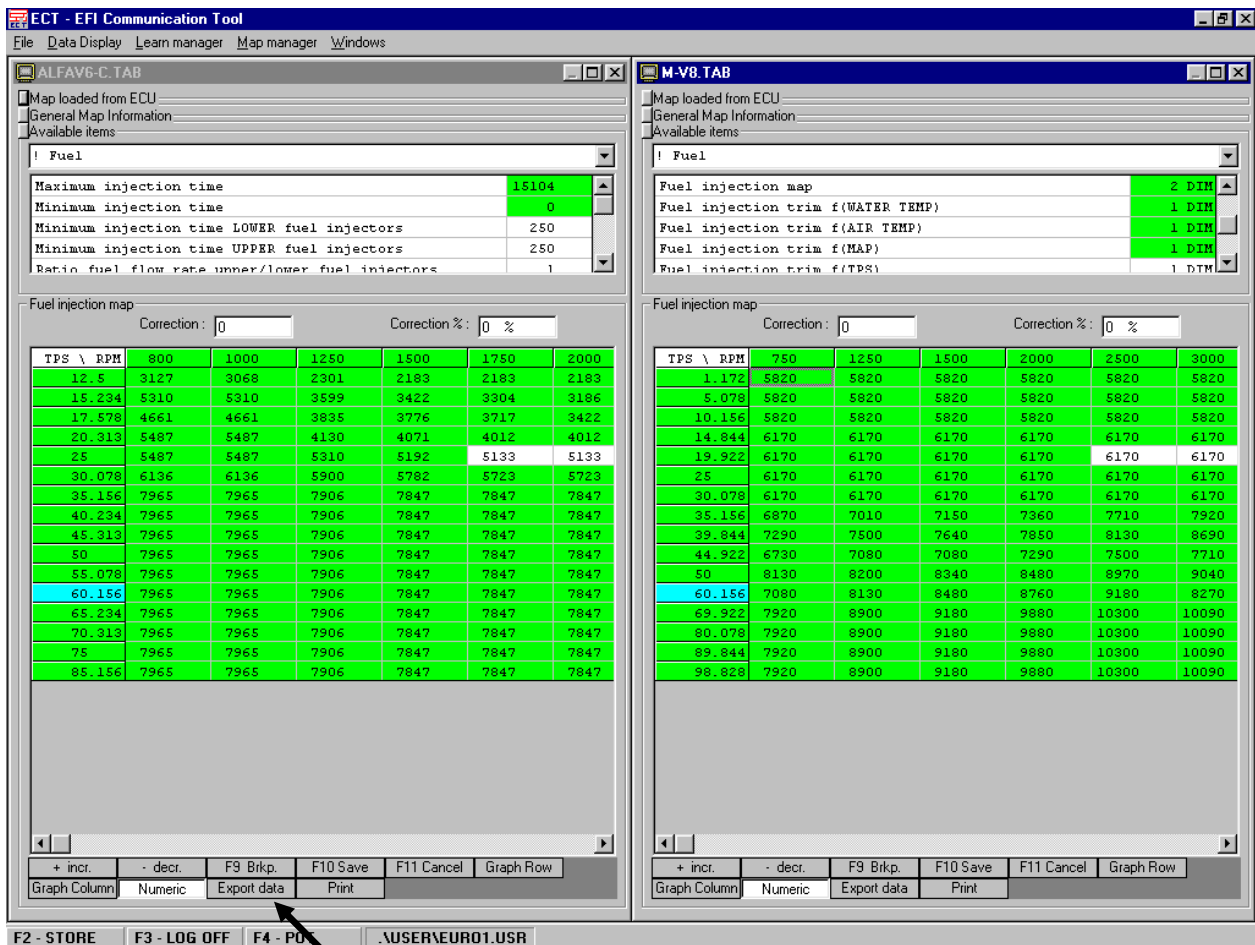 ECT - EFI Communication Tool
File Data Display Learn manager Map manager Windows
ALFAV6-C.TAB
Map loaded from ECU
General Map Information
Available items
! Fuel
Maximum injection time 15104
Minimum injection time 0
Minimum injection time LOWER fuel injectors 250
Minimum injection time UPPER fuel injectors 250
Ratio fuel flow rate upper/lower fuel injectors 1
Fuel injection map
Correction : 0 Correction % : 0 %
TPS \ RPM 800 1000 1250 1500 1750 2000
12.5 3127 3068 2301 2183 2183 2183
15.234 5310 5310 3599 3422 3304 3186
17.578 4661 4661 3835 3776 3717 3422
20.313 5487 5487 4130 4071 4012 4012
25 5487 5487 5310 5192 5133 5133
30.078 6136 6136 5900 5782 5723 5723
35.156 7965 7965 7906 7847 7847 7847
40.234 7965 7965 7906 7847 7847 7847
45.313 7965 7965 7906 7847 7847 7847
50 7965 7965 7906 7847 7847 7847
55.078 7965 7965 7906 7847 7847 7847
60.156 7965 7965 7906 7847 7847 7847
65.234 7965 7965 7906 7847 7847 7847
70.313 7965 7965 7906 7847 7847 7847
75 7965 7965 7906 7847 7847 7847
85.156 7965 7965 7906 7847 7847 7847
+ incr. - decr. F9 Brkp. F10 Save F11 Cancel Graph Row
Graph Column Numeric Export data Print
M-V8.TAB
Map loaded from ECU
General Map Information
Available items
! Fuel
Fuel injection map 2 DIM
Fuel injection trim f(WATER TEMP) 1 DIM
Fuel injection trim f(AIR TEMP) 1 DIM
Fuel injection trim f(MAP) 1 DIM
Fuel injection trim f(TPS) 1 DIM
Fuel injection map
Correction : 0 Correction % : 0 %
TPS \ RPM 750 1250 1500 2000 2500 3000
1.172 5820 5820 5820 5820 5820 5820
5.078 5820 5820 5820 5820 5820 5820
10.156 5820 5820 5820 5820 5820 5820
14.844 6170 6170 6170 6170 6170 6170
19.922 6170 6170 6170 6170 6170 6170
25 6170 6170 6170 6170 6170 6170
30.078 6170 6170 6170 6170 6170 6170
35.156 6870 7010 7150 7360 7710 7920
39.844 7290 7500 7640 7850 8130 8690
44.922 6730 7080 7080 7290 7500 7710
50 8130 8200 8340 8480 8970 9040
60.156 7080 8130 8480 8760 9180 8270
69.922 7920 8900 9180 9880 10300 10090
80.078 7920 8900 9180 9880 10300 10090
89.844 7920 8900 9180 9880 10300 10090
98.828 7920 8900 9180 9880 10300 10090
+ incr. - decr. F9 Brkp. F10 Save F11 Cancel Graph Row
Graph Column Numeric Export data Print
F2 - STORE F3 - LOG OFF F4 - .\USER\EURO1.USR